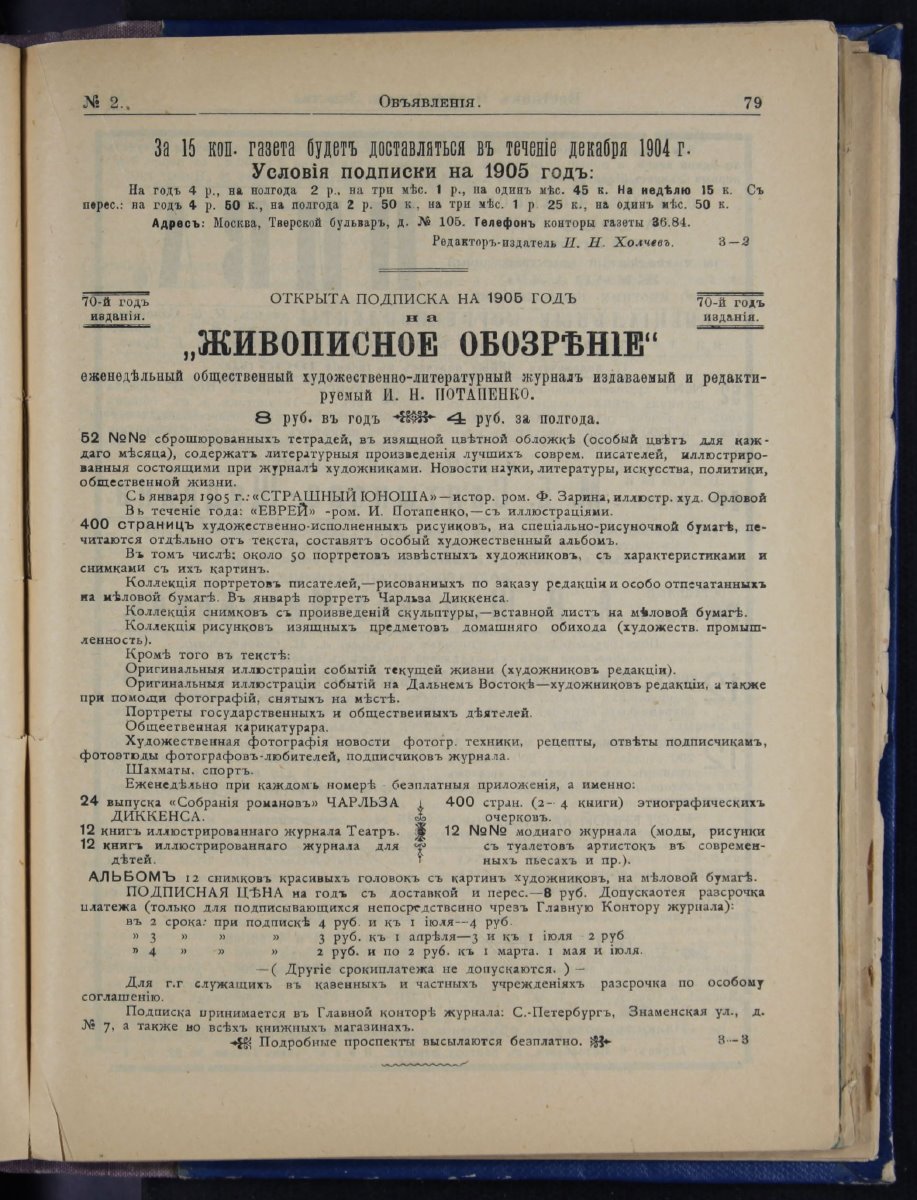 № 2.
Объявленія.
79
За 15 коп. газета будетъ доставляться въ теченіе декабря 1904 г.
Условія подписки на 1905 годъ:
На годъ 4 р., на полгода 2 р., на три мѣс. 1 р., на одинъ мѣс. 45 к. На недѣлю 15 к. Съ
перес.: на годъ 4 р. 50 к., на полгода 2 р. 50 к., на три мѣс. 1 р. 25 к., на одинъ мѣс. 50 к.
Адресъ: Москва, Тверской бульваръ, д. № 105. Телефонъ конторы газеты 36.84.
Редакторъ-издатель И. Н. Холчевъ. 3—2
70-й годъ
изданія.
ОТКРЫТА ПОДПИСКА НА 1905 ГОДЪ
на
70-й годъ
изданія.
„ЖИВОПИСНОЕ ОБОЗРѢНІЕ“
еженедѣльный общественный художественно-литературный журналъ издаваемый и редакти-
руемый И. Н. ПОТАПЕНКО.
8 руб. въ годъ 4 руб. за полгода.
52 №№ сброшюрованныхъ тетрадей, въ изящной цвѣтной обложкѣ (особый цвѣтъ для каж-
даго мѣсяца), содержатъ литературныя произведенія лучшихъ соврем. писателей, иллюстриро-
ванныя состоящими при журналѣ художниками. Новости науки, литературы, искусства, политики,
общественной жизни.
Съ января 1905 г.: «СТРАШНЫЙ ЮНОША»—истор. ром. Ф. Зарина, иллюстр. худ. Орловой
Въ теченіе года: «ЕВРЕЙ» -ром. И. Потапенко,—съ иллюстраціями.
400 страницъ художественно-исполненныхъ рисунковъ, на спеціально-рисуночной бумагѣ, пе-
чатаются отдѣльно отъ текста, составятъ особый художественный альбомъ.
Въ томъ числѣ: около 50 портретовъ извѣстныхъ художниковъ, съ характеристиками и
снимками съ ихъ картинъ.
Коллекція портретовъ писателей,—рисованныхъ по заказу редакціи и особо отпечатанныхъ
на мѣловой бумагѣ. Въ январѣ портретъ Чарльза Диккенса.
Коллекція снимковъ съ произведеній скульптуры,—вставной листъ на мѣловой бумагѣ.
Коллекція рисунковъ изящныхъ предметовъ домашняго обихода (художеств. промыш-
ленность).
Кромѣ того въ текстѣ:
Оригинальныя иллюстраціи событій текущей жизни (художниковъ редакціи).
Оригинальныя иллюстраціи событій на Дальнемъ Востокѣ—художниковъ редакціи, а также
при помощи фотографій, снятыхъ на мѣстѣ.
Портреты государственныхъ и общественныхъ дѣятелей.
Общеетвенная карикатурара.
Художественная фотографія новости фотогр. техники, рецепты, отвѣты подписчикамъ,
фотоэтюды фотографовъ-любителей, подписчиковъ журнала.
Шахматы. спортъ.
Еженедѣльно при каждомъ номерѣ - безплатныя приложенія, а именно:
24 выпуска «Собранія романовъ» ЧАРЛЬЗА
ДИККЕНСА.
12 книгъ иллюстрированнаго журнала Театръ.
12 книгъ иллюстрированнаго журнала для
дѣтей.
400 стран. (2—4 книги) этнографическихъ
очерковъ.
12 №№ моднаго журнала (моды, рисунки
съ туалетовъ артистокъ въ современ-
ныхъ пьесахъ и пр.).
АЛЬБОМЪ 12 снимковъ красивыхъ головокъ съ картинъ художниковъ, на мѣловой бумагѣ.
ПОДПИСНАЯ ЦѢНА на годъ съ доставкой и перес.—8 руб. Допускаотея разсрочка
платежа (только для подписывающихся непосредственно чрезъ Главную Контору журнала):
въ 2 срока: при подпискѣ 4 руб. и къ 1 іюля—4 руб.
» 3 » » » 3 руб. къ 1 апрѣля—3 и къ 1 іюля - 2 руб
» 4 » » » 2 руб. и по 2 руб. къ 1 марта. 1 мая и іюля.
—( Другіе срокиплатежа не допускаются. ) —
Для г.г служащихъ въ казенныхъ и частныхъ учрежденіяхъ разсрочка по особому
соглашенію.
Подписка принимается въ Главной конторѣ журнала: С.-Петербургъ, Знаменская ул., д.
№ 7, а также во всѣхъ книжныхъ магазинахъ.
Подробные проспекты высылаются безплатно. 3—3